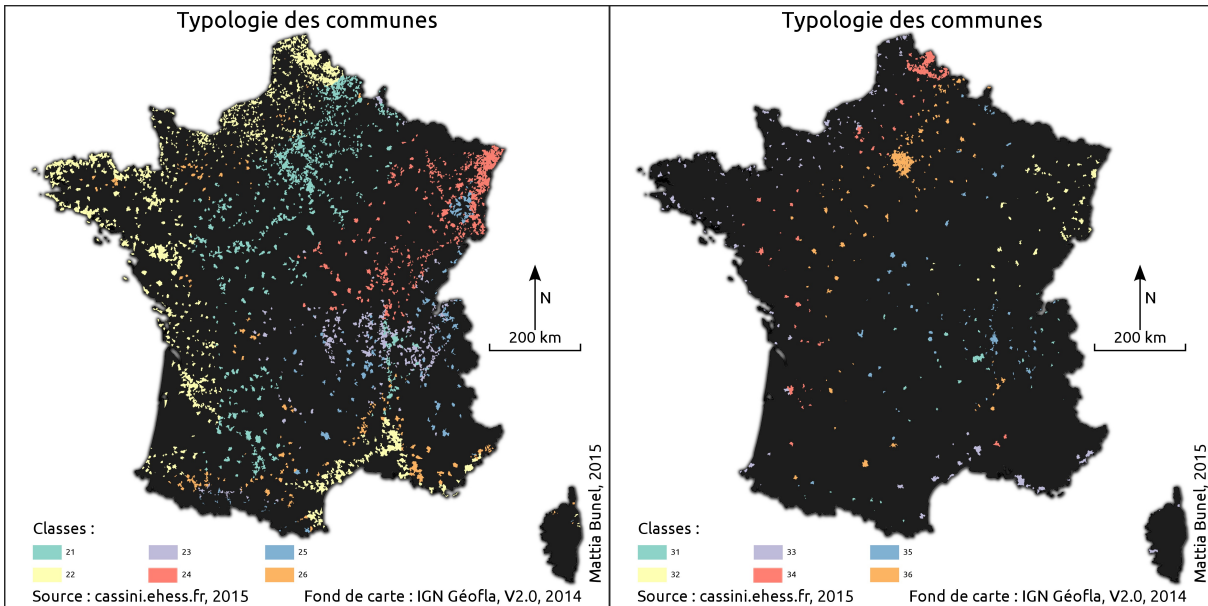 Typologie des communes
N
200 km
Classes :
21 23 25
22 24 26
Source : cassini.ehess.fr, 2015 Fond de carte : IGN Géofla, V2.0, 2014
Mattia Bunel, 2015
Typologie des communes
N
200 km
Classes :
31 33 35
32 34 36
Source : cassini.ehess.fr, 2015 Fond de carte : IGN Géofla, V2.0, 2014
Mattia Bunel, 2015